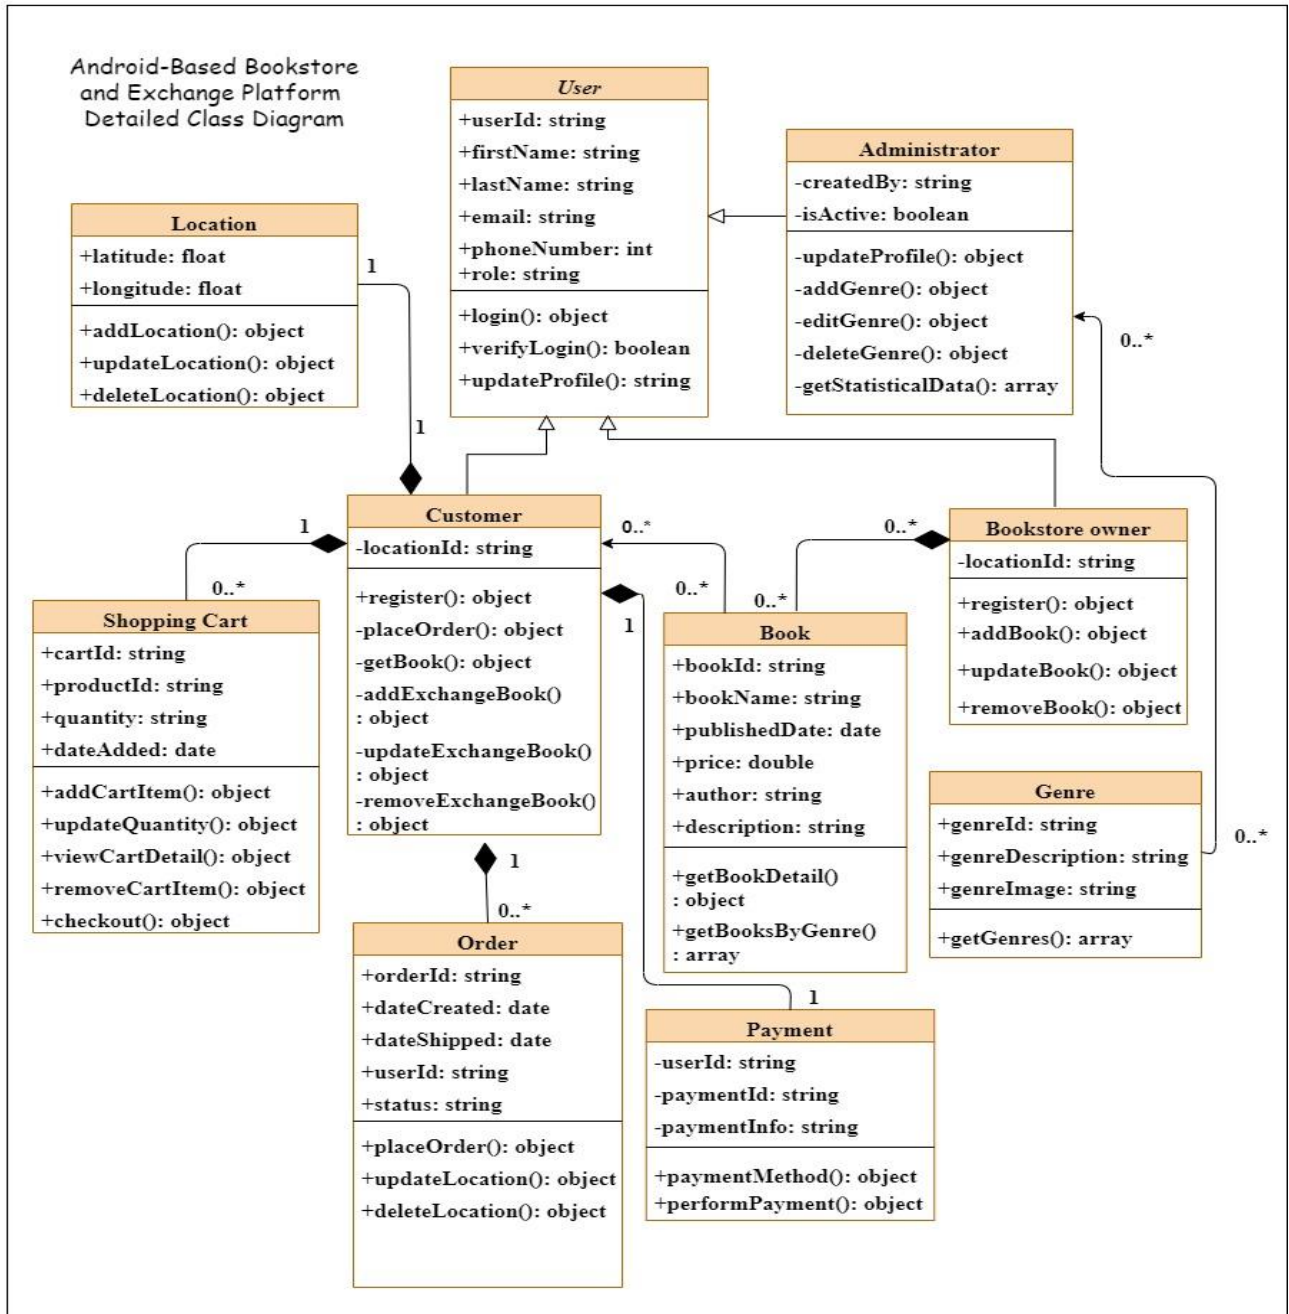 Android-Based Bookstore
and Exchange Platform
Detailed Class Diagram
User
+userId: string
+firstName: string
+lastName: string
+email: string
+phoneNumber: int
+role: string
+login(): object
+verifyLogin(): boolean
+updateProfile(): string
Administrator
-createdBy: string
-isActive: boolean
-updateProfile(): object
-addGenre(): object
-editGenre(): object
-deleteGenre(): object
-getStatisticalData(): array
0..*
Location
+latitude: float
+longitude: float
+addLocation(): object
+updateLocation(): object
+deleteLocation(): object
1
1
Customer
-locationId: string
+register(): object
-placeOrder(): object
-getBook(): object
-addExchangeBook()
: object
-updateExchangeBook()
: object
-removeExchangeBook()
: object
1
0..*
0..*
0..*
1
0..*
0..*
Bookstore owner
-locationId: string
+register(): object
+addBook(): object
+updateBook(): object
+removeBook(): object
Shopping Cart
+cartId: string
+productId: string
+quantity: string
+dateAdded: date
+addCartItem(): object
+updateQuantity(): object
+viewCartDetail(): object
+removeCartItem(): object
+checkout(): object
Book
+bookId: string
+bookName: string
+publishedDate: date
+price: double
+author: string
+description: string
+getBookDetail()
: object
+getBooksByGenre()
: array
Genre
+genreId: string
+genreDescription: string
+genreImage: string
+getGenres(): array
0..*
1
0..*
Order
+orderId: string
+dateCreated: date
+dateShipped: date
+userId: string
+status: string
+placeOrder(): object
+updateLocation(): object
+deleteLocation(): object
1
Payment
-userId: string
-paymentId: string
-paymentInfo: string
+paymentMethod(): object
+performPayment(): object